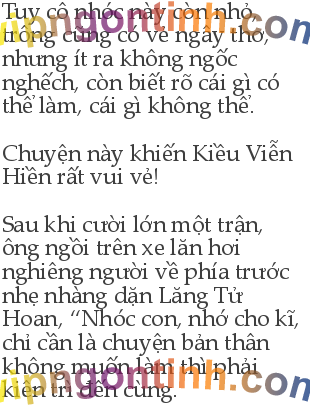 Tuy cô nhóc này còn nhỏ,
trông cũng có vẻ ngây thơ,
nhưng ít ra không ngốc
nghếch, còn biết rõ cái gì có
thể làm, cái gì không thể.
Chuyện này khiến Kiều Viễn
Hiền rất vui vẻ!
Sau khi cười lớn một trận,
ông ngồi trên xe lăn hơi
nghiêng người về phía trước
nhẹ nhàng dặn Lăng Tử
Hoan, “Nhóc con, nhớ cho kĩ,
chỉ cần là chuyện bản thân
không muốn làm thì phải
kiên trì đến cùng.
vipngontinh.com
vipngontinh.com